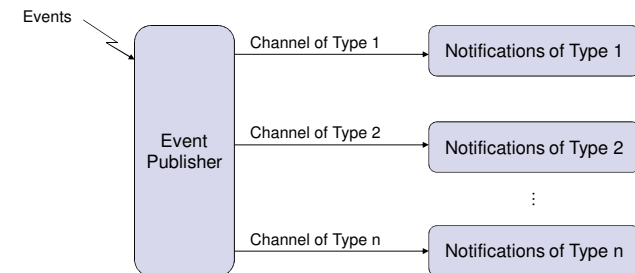 Events
Channel of Type 1
Notifications of Type 1
Event
Publisher
Channel of Type 2
Notifications of Type 2
⋮
Channel of Type n
Notifications of Type n